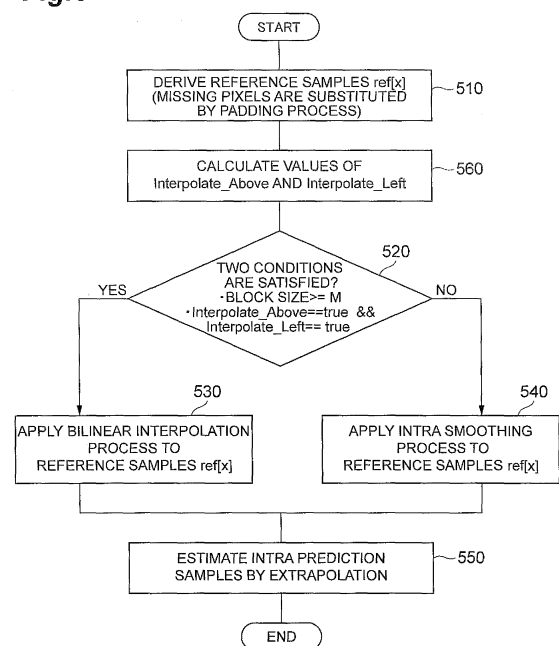 START
DERIVE REFERENCE SAMPLES ref[x]
(MISSING PIXELS ARE SUBSTITUTED
BY PADDING PROCESS)
510
CALCULATE VALUES OF
Interpolate_Above AND Interpolate_Left
560
TWO CONDITIONS
ARE SATISFIED?
・BLOCK SIZE>= M
・Interpolate_Above==true &&
Interpolate_Left== true
520
YES
NO
530
APPLY BILINEAR INTERPOLATION
PROCESS TO
REFERENCE SAMPLES ref[x]
540
APPLY INTRA SMOOTHING
PROCESS TO
REFERENCE SAMPLES ref[x]
ESTIMATE INTRA PREDICTION
SAMPLES BY EXTRAPOLATION
550
END